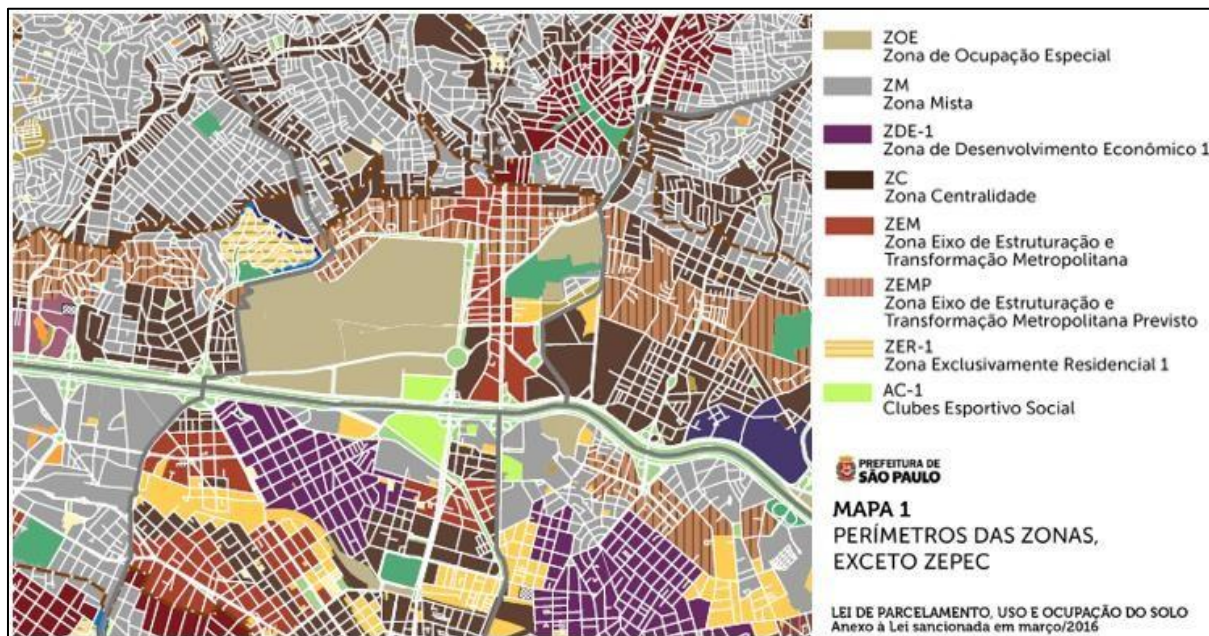 ZOE
Zona de Ocupação Especial
ZM
Zona Mista
ZDE-1
Zona de Desenvolvimento Econômico 1
ZC
Zona Centralidade
ZEM
Zona Eixo de Estruturação e
Transformação Metropolitana
ZEMP
Zona Eixo de Estruturação e
Transformação Metropolitana Previsto
ZER-1
Zona Exclusivamente Residencial 1
AC-1
Clubes Esportivo Social
PREFEITURA DE
SÃO PAULO
MAPA 1
PERÍMETROS DAS ZONAS,
EXCETO ZEPEC
LEI DE PARCELAMENTO, USO E OCUPAÇÃO DO SOLO
Anexo à Lei sancionada em março/2016